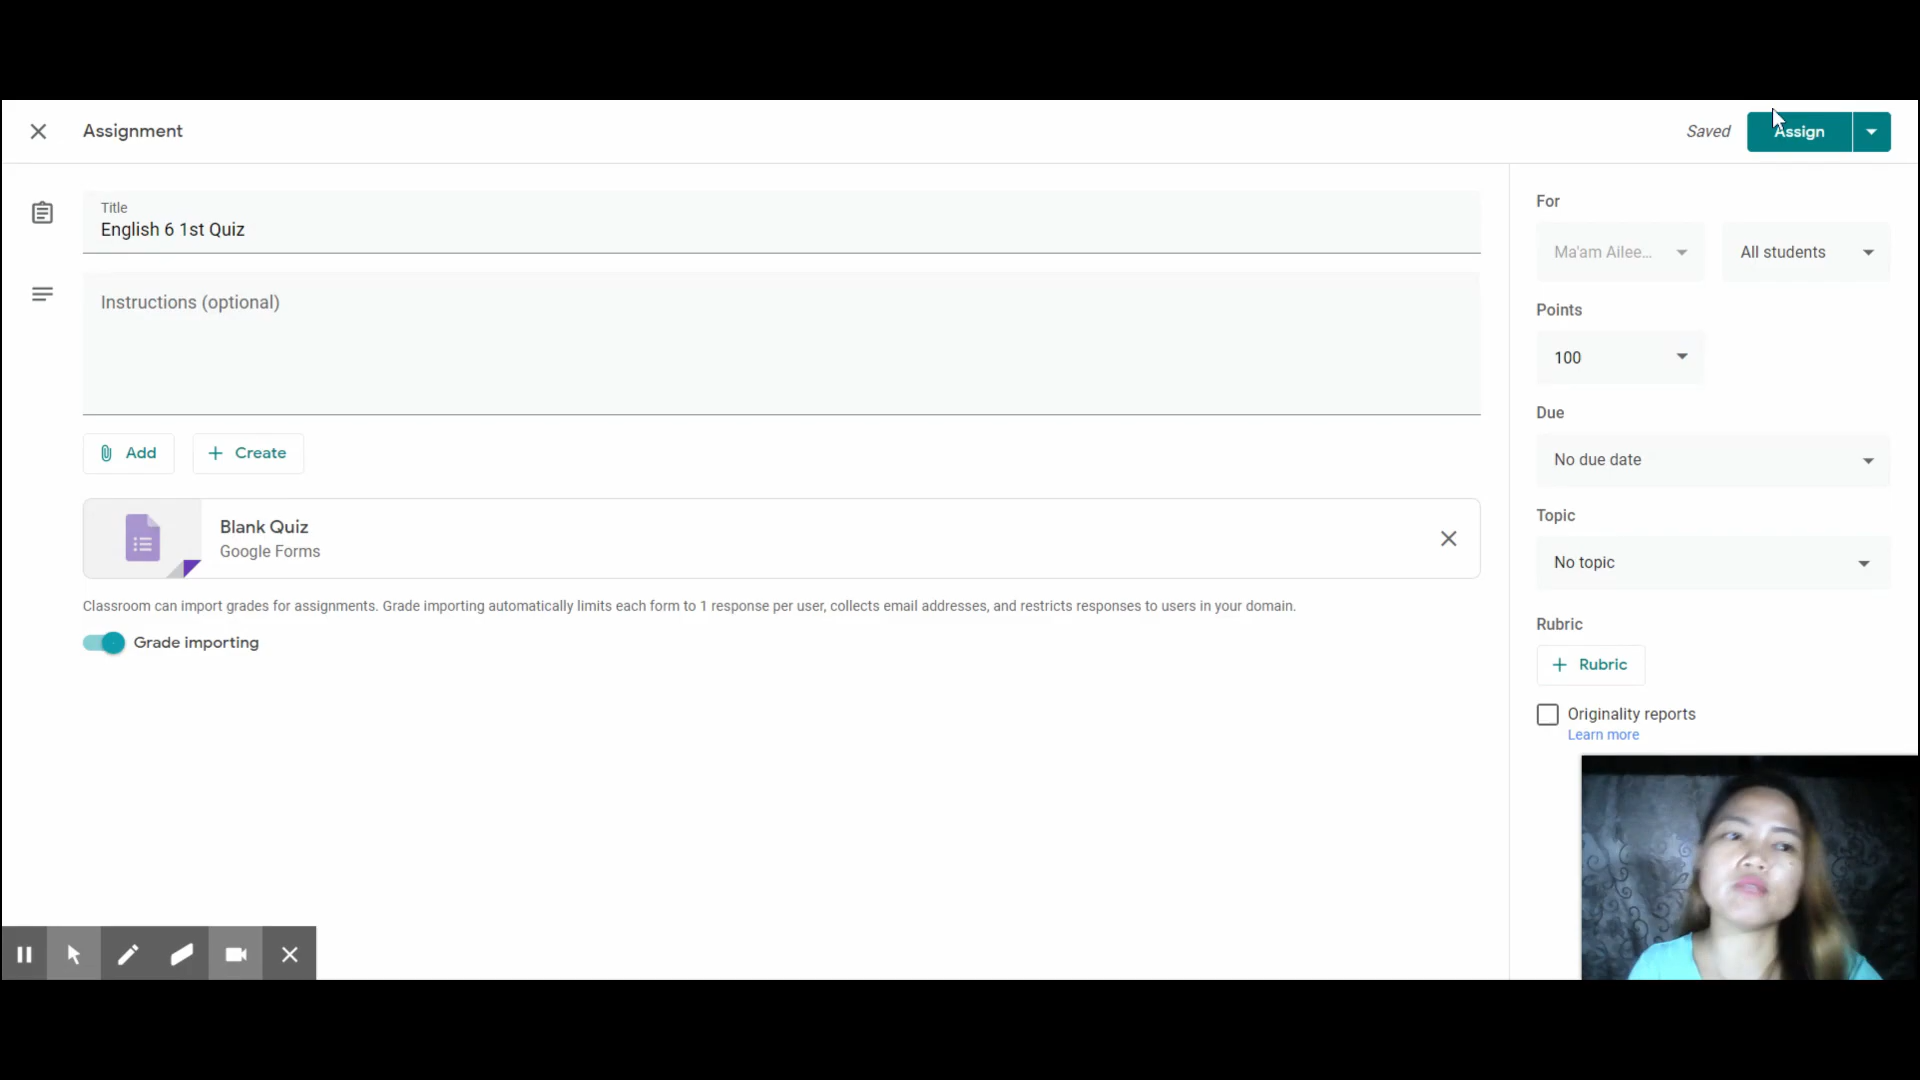 Assignment
Saved
Assign
Title
English 6 1st Quiz
Instructions (optional)
Add
Create
Blank Quiz
Google Forms
Classroom can import grades for assignments. Grade importing automatically limits each form to 1 response per user, collects email addresses, and restricts responses to users in your domain.
Grade importing
For
Ma'am Ailee...
All students
Points
100
Due
No due date
Topic
No topic
Rubric
Rubric
Originality reports
Learn more